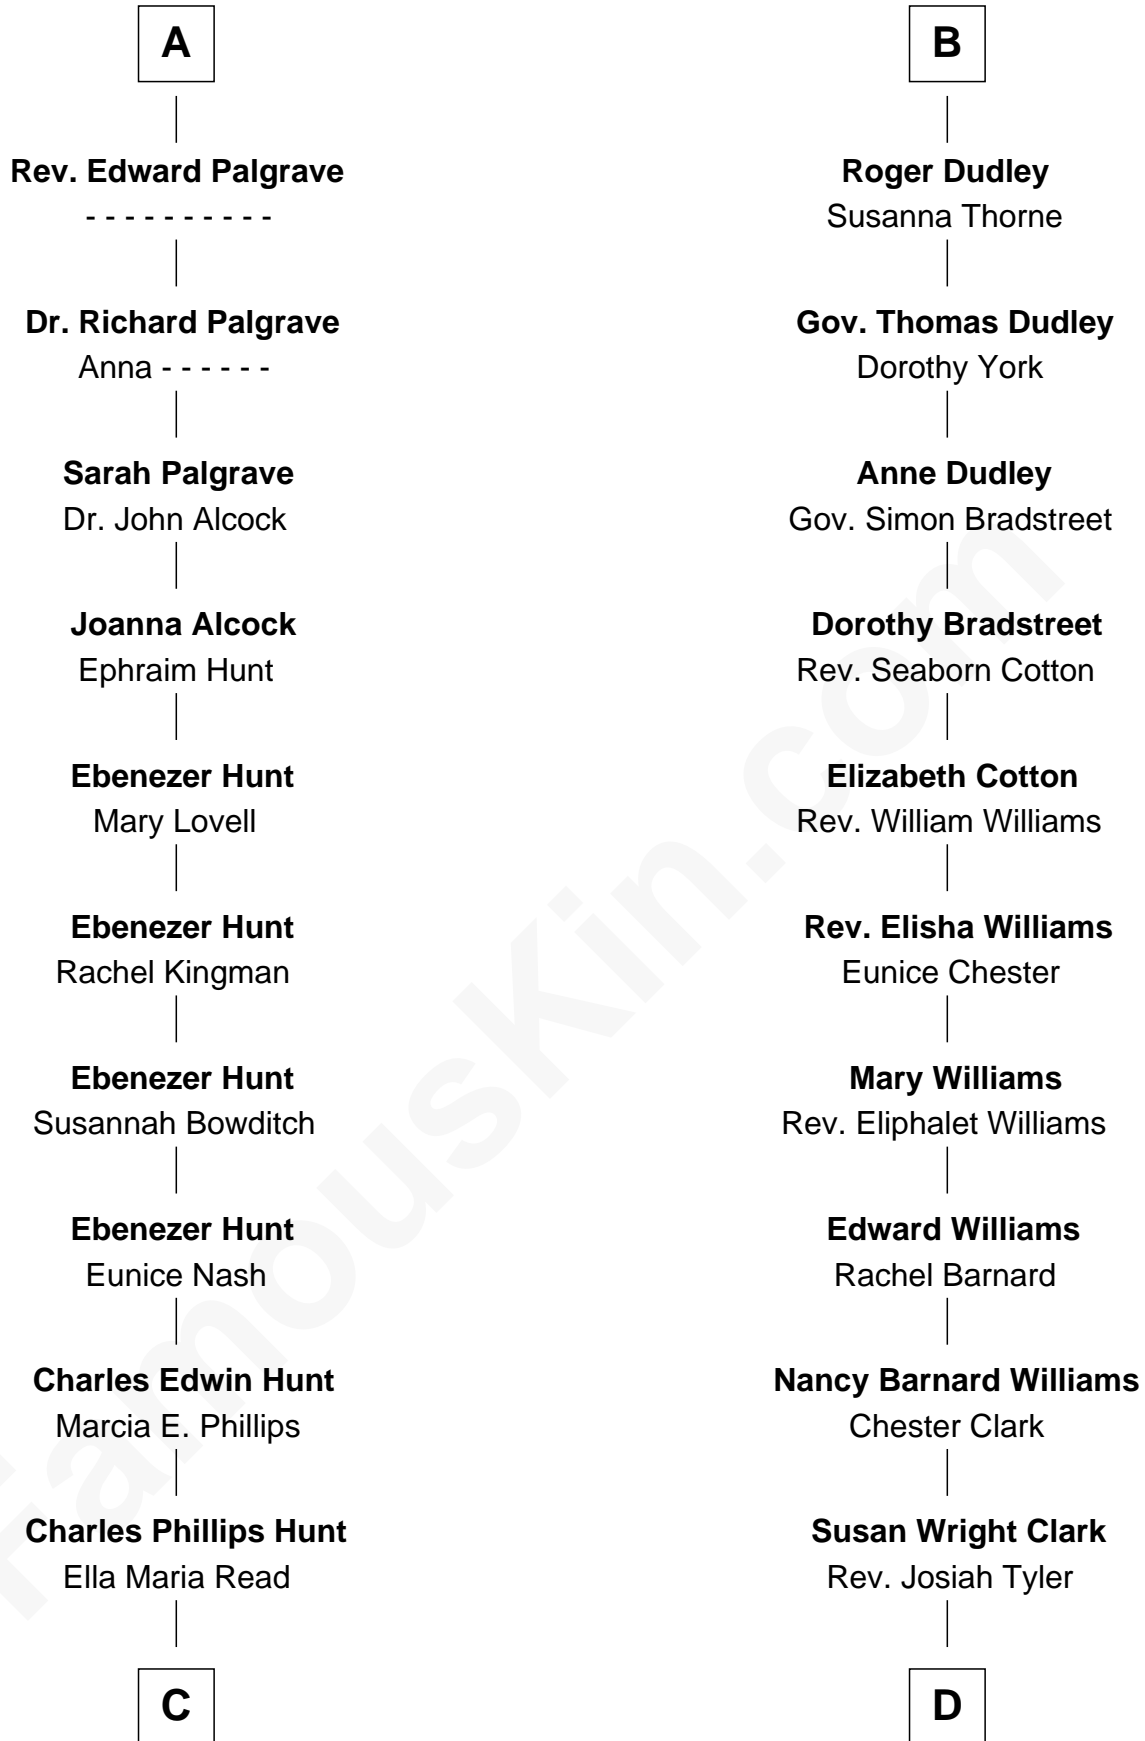 A
Rev. Edward Palgrave
- - - - - - - - - -
Dr. Richard Palgrave
Anna - - - - - -
Sarah Palgrave
Dr. John Alcock
Joanna Alcock
Ephraim Hunt
Ebenezer Hunt
Mary Lovell
Ebenezer Hunt
Rachel Kingman
Ebenezer Hunt
Susannah Bowditch
Ebenezer Hunt
Eunice Nash
Charles Edwin Hunt
Marcia E. Phillips
Charles Phillips Hunt
Ella Maria Read
C
B
Roger Dudley
Susanna Thorne
Gov. Thomas Dudley
Dorothy York
Anne Dudley
Gov. Simon Bradstreet
Dorothy Bradstreet
Rev. Seaborn Cotton
Elizabeth Cotton
Rev. William Williams
Rev. Elisha Williams
Eunice Chester
Mary Williams
Rev. Eliphalet Williams
Edward Williams
Rachel Barnard
Nancy Barnard Williams
Chester Clark
Susan Wright Clark
Rev. Josiah Tyler
D
FamousKin.com